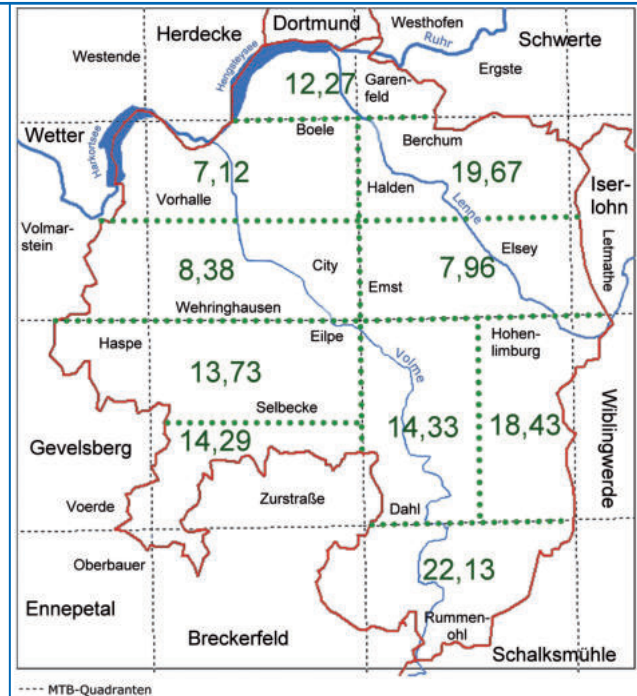 Dortmund
Westhofen
Herdecke
Ruhr
Schwerte
Westende
Hengsteysee
Ergste
12,27
Garen-
feld
Wetter
Harkortsee
Boele
Berchum
7,12
19,67
Iser-
lohn
Vorhalle
Halden
Lenne
Volmar-
stein
Elsey
Letmathe
8,38
City
7,96
Emst
Wehringhausen
Haspe
Eilpe
Hohen-
limburg
Volme
13,73
Selbecke
14,33
18,43
Wiblingwerde
Gevelsberg
14,29
Voerde
Zurstraße
Dahl
Oberbauer
22,13
Ennepetal
Rummen-
ohl
Breckerfeld
Schalksmühle
---- MTB-Quadranten